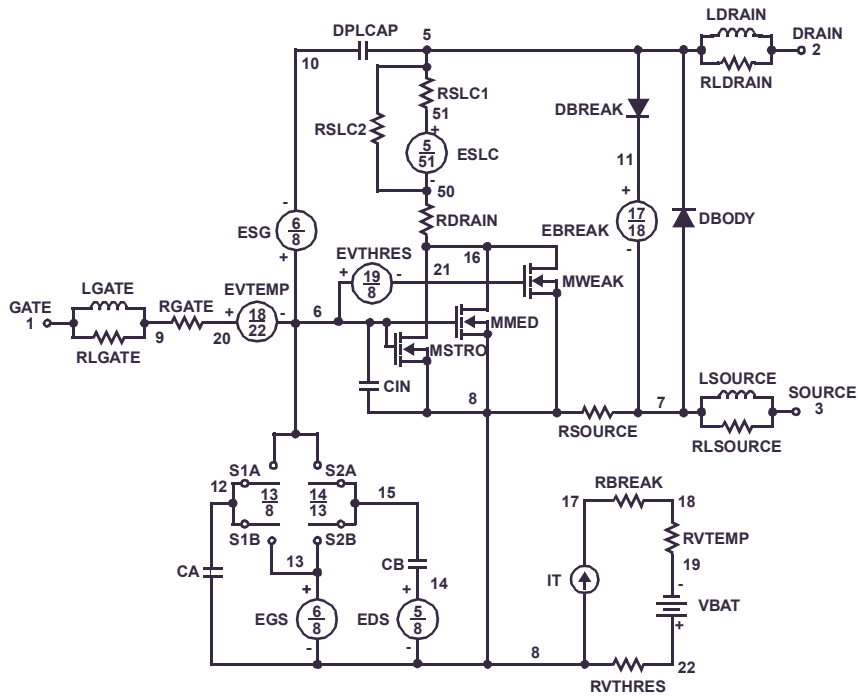 LDRAIN
DPLCAP
5
DRAIN
2
10
RLDRAIN
RSLC1
51
+
RSLC2
5
51
ESLC
-
50
DBREAK
11
+
17
18
EBREAK
-
DBODY
-
6
8
ESG
+
RDRAIN
16
EVTHRES
+
19
8
-
21
MWEAK
LGATE
GATE
1
RLGATE
9
RGATE
20
EVTEMP
+
18
22
-
6
MMED
MSTRO
CIN
8
7
RSOURCE
LSOURCE
SOURCE
3
RLSOURCE
S1A
S2A
12
13
8
14
13
15
S1B
S2B
13
CA
CB
+
+
14
EGS
6
8
EDS
5
8
-
-
8
RBREAK
17
18
RVTEMP
19
IT
-
VBAT
+
22
RVTHRES